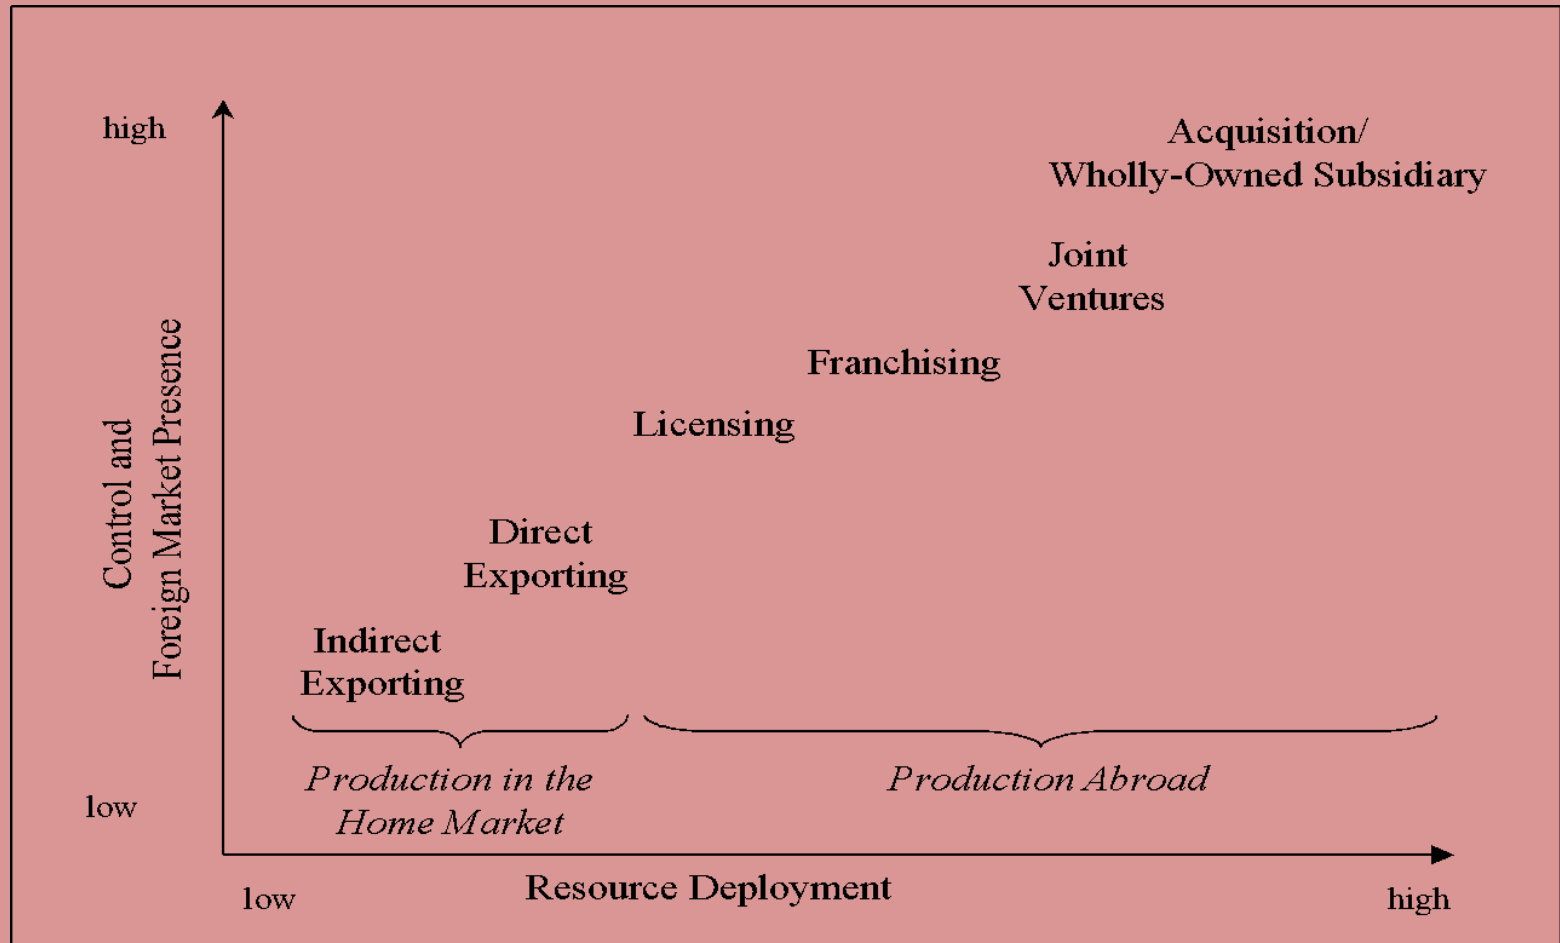 high
Acquisition/
Wholly-Owned Subsidiary
Joint
Ventures
Franchising
Licensing
Control and
Foreign Market Presence
Direct
Exporting
Indirect
Exporting
Production in the
Home Market
Production Abroad
low
low
Resource Deployment
high